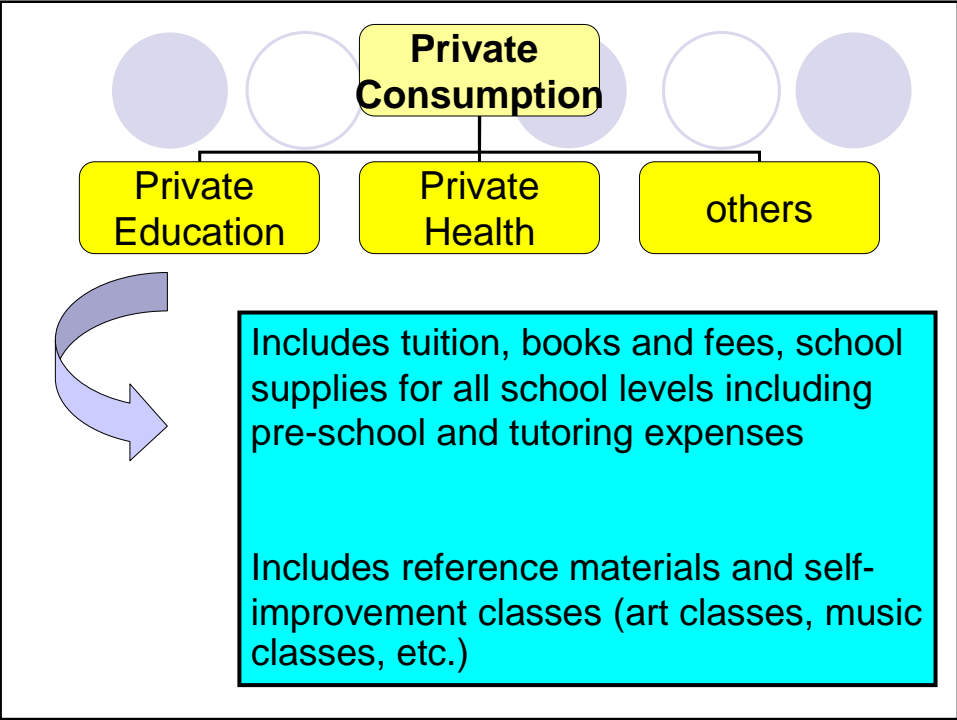 Private
Consumption
Private
Education
Private
Health
others
Includes tuition, books and fees, school
supplies for all school levels including
pre-school and tutoring expenses
Includes reference materials and self-
improvement classes (art classes, music
classes, etc.)